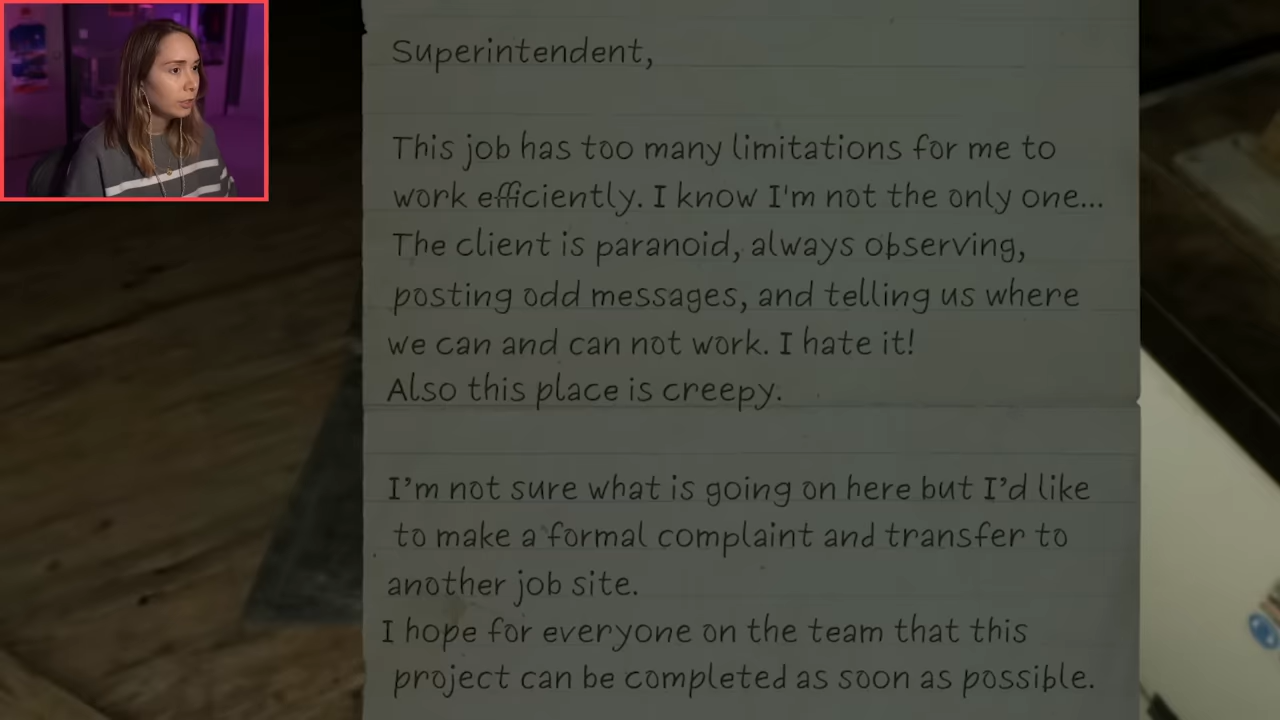 Superintendent,
This job has too many limitations for me to
work efficiently. I know I'm not the only one...
The client is paranoid, always observing,
posting odd messages, and telling us where
we can and can not work. I hate it!
Also this place is creepy.
I'm not sure what is going on here but I'd like
to make a formal complaint and transfer to
another job site.
I hope for everyone on the team that this
project can be completed as soon as possible.